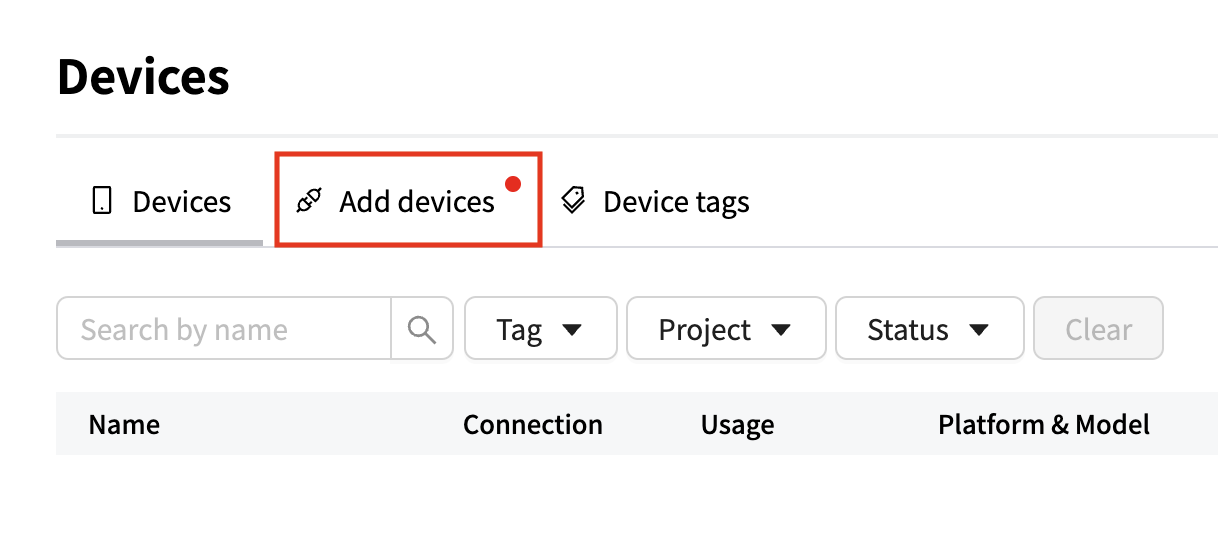 Devices
Devices Add devices Device tags
Search by name Tag Project Status Clear
Name Connection Usage Platform & Model